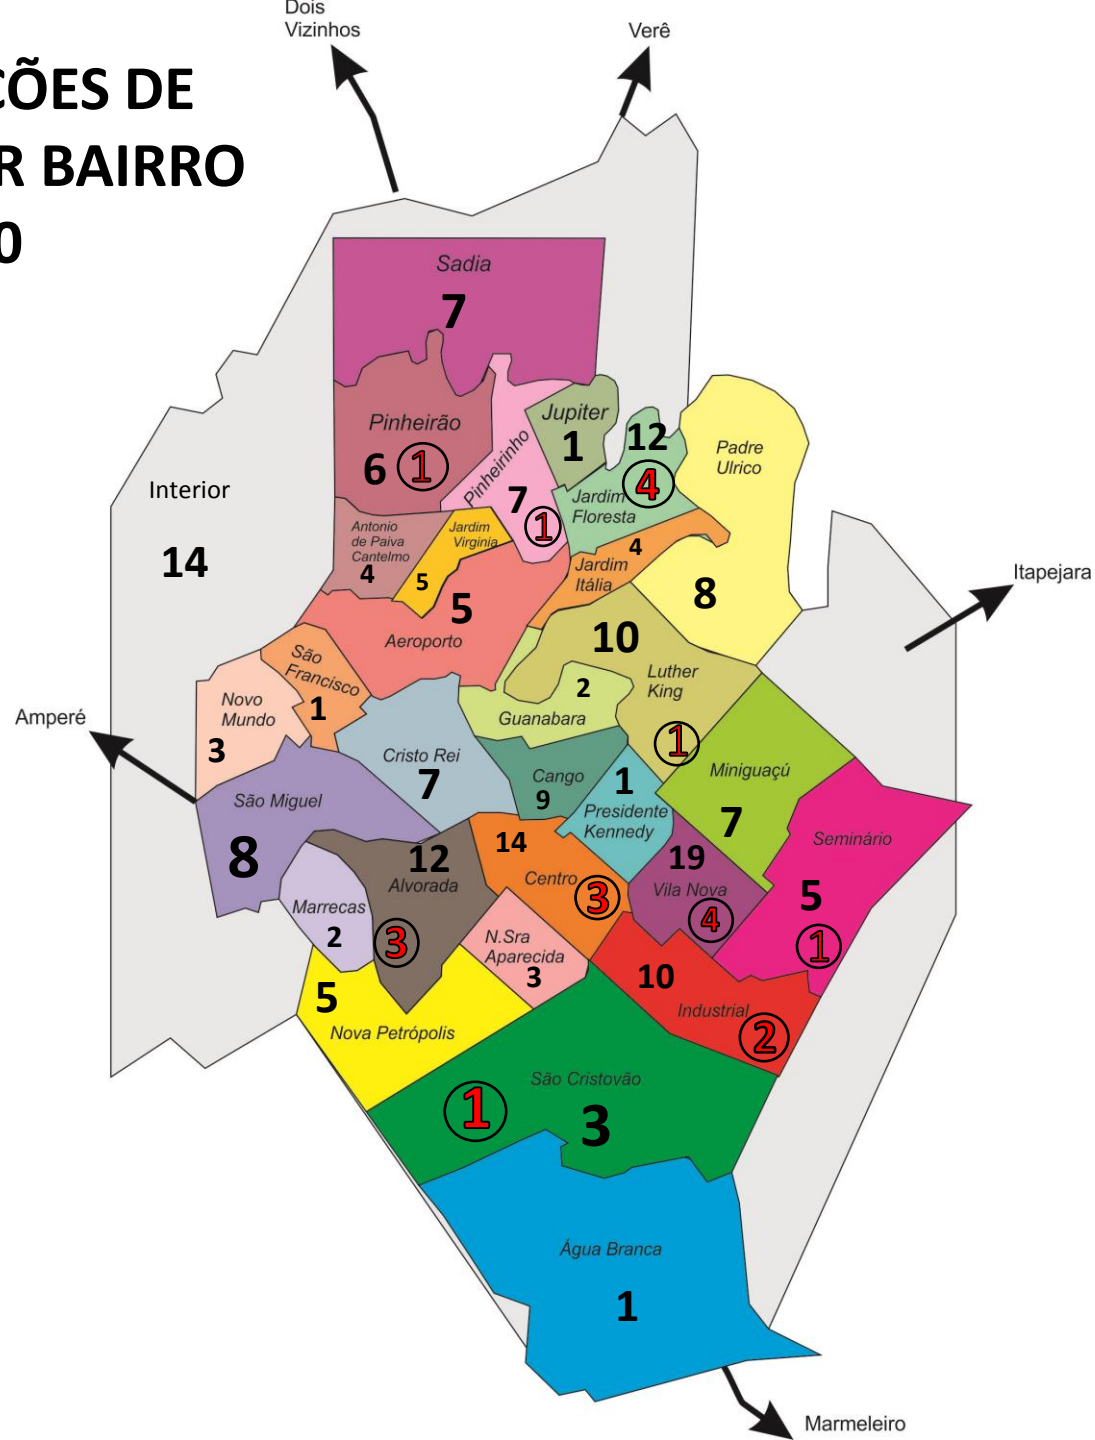 Dois
Vizinhos
Verê
ÇÕES DE
R BAIRRO
0
Sadia
7
Pinheirão
6 1
Pinheirinho
7
1
Jupiter
1
12
4
Jardim
Floresta
Padre
Ulrico
8
Interior
14
Antonio
de Paiva
Cantelmo
4
Jardim
Virginia
5
4
Jardim
Itália
5
Aeroporto
10
Luther
King
1
Itapejara
São
Francisco
1
Novo
Mundo
3
Amperé
2
Guanabara
Cristo Rei
7
Cango
9
1
Presidente
Kennedy
Miniguaçú
7
São Miguel
8
12
Alvorada
3
14
Centro
3
19
Vila Nova
4
Seminário
5
1
Marrecas
2
N.Sra
Aparecida
3
10
Industrial
2
5
Nova Petrópolis
São Cristovão
1
3
Água Branca
1
Marmeleiro